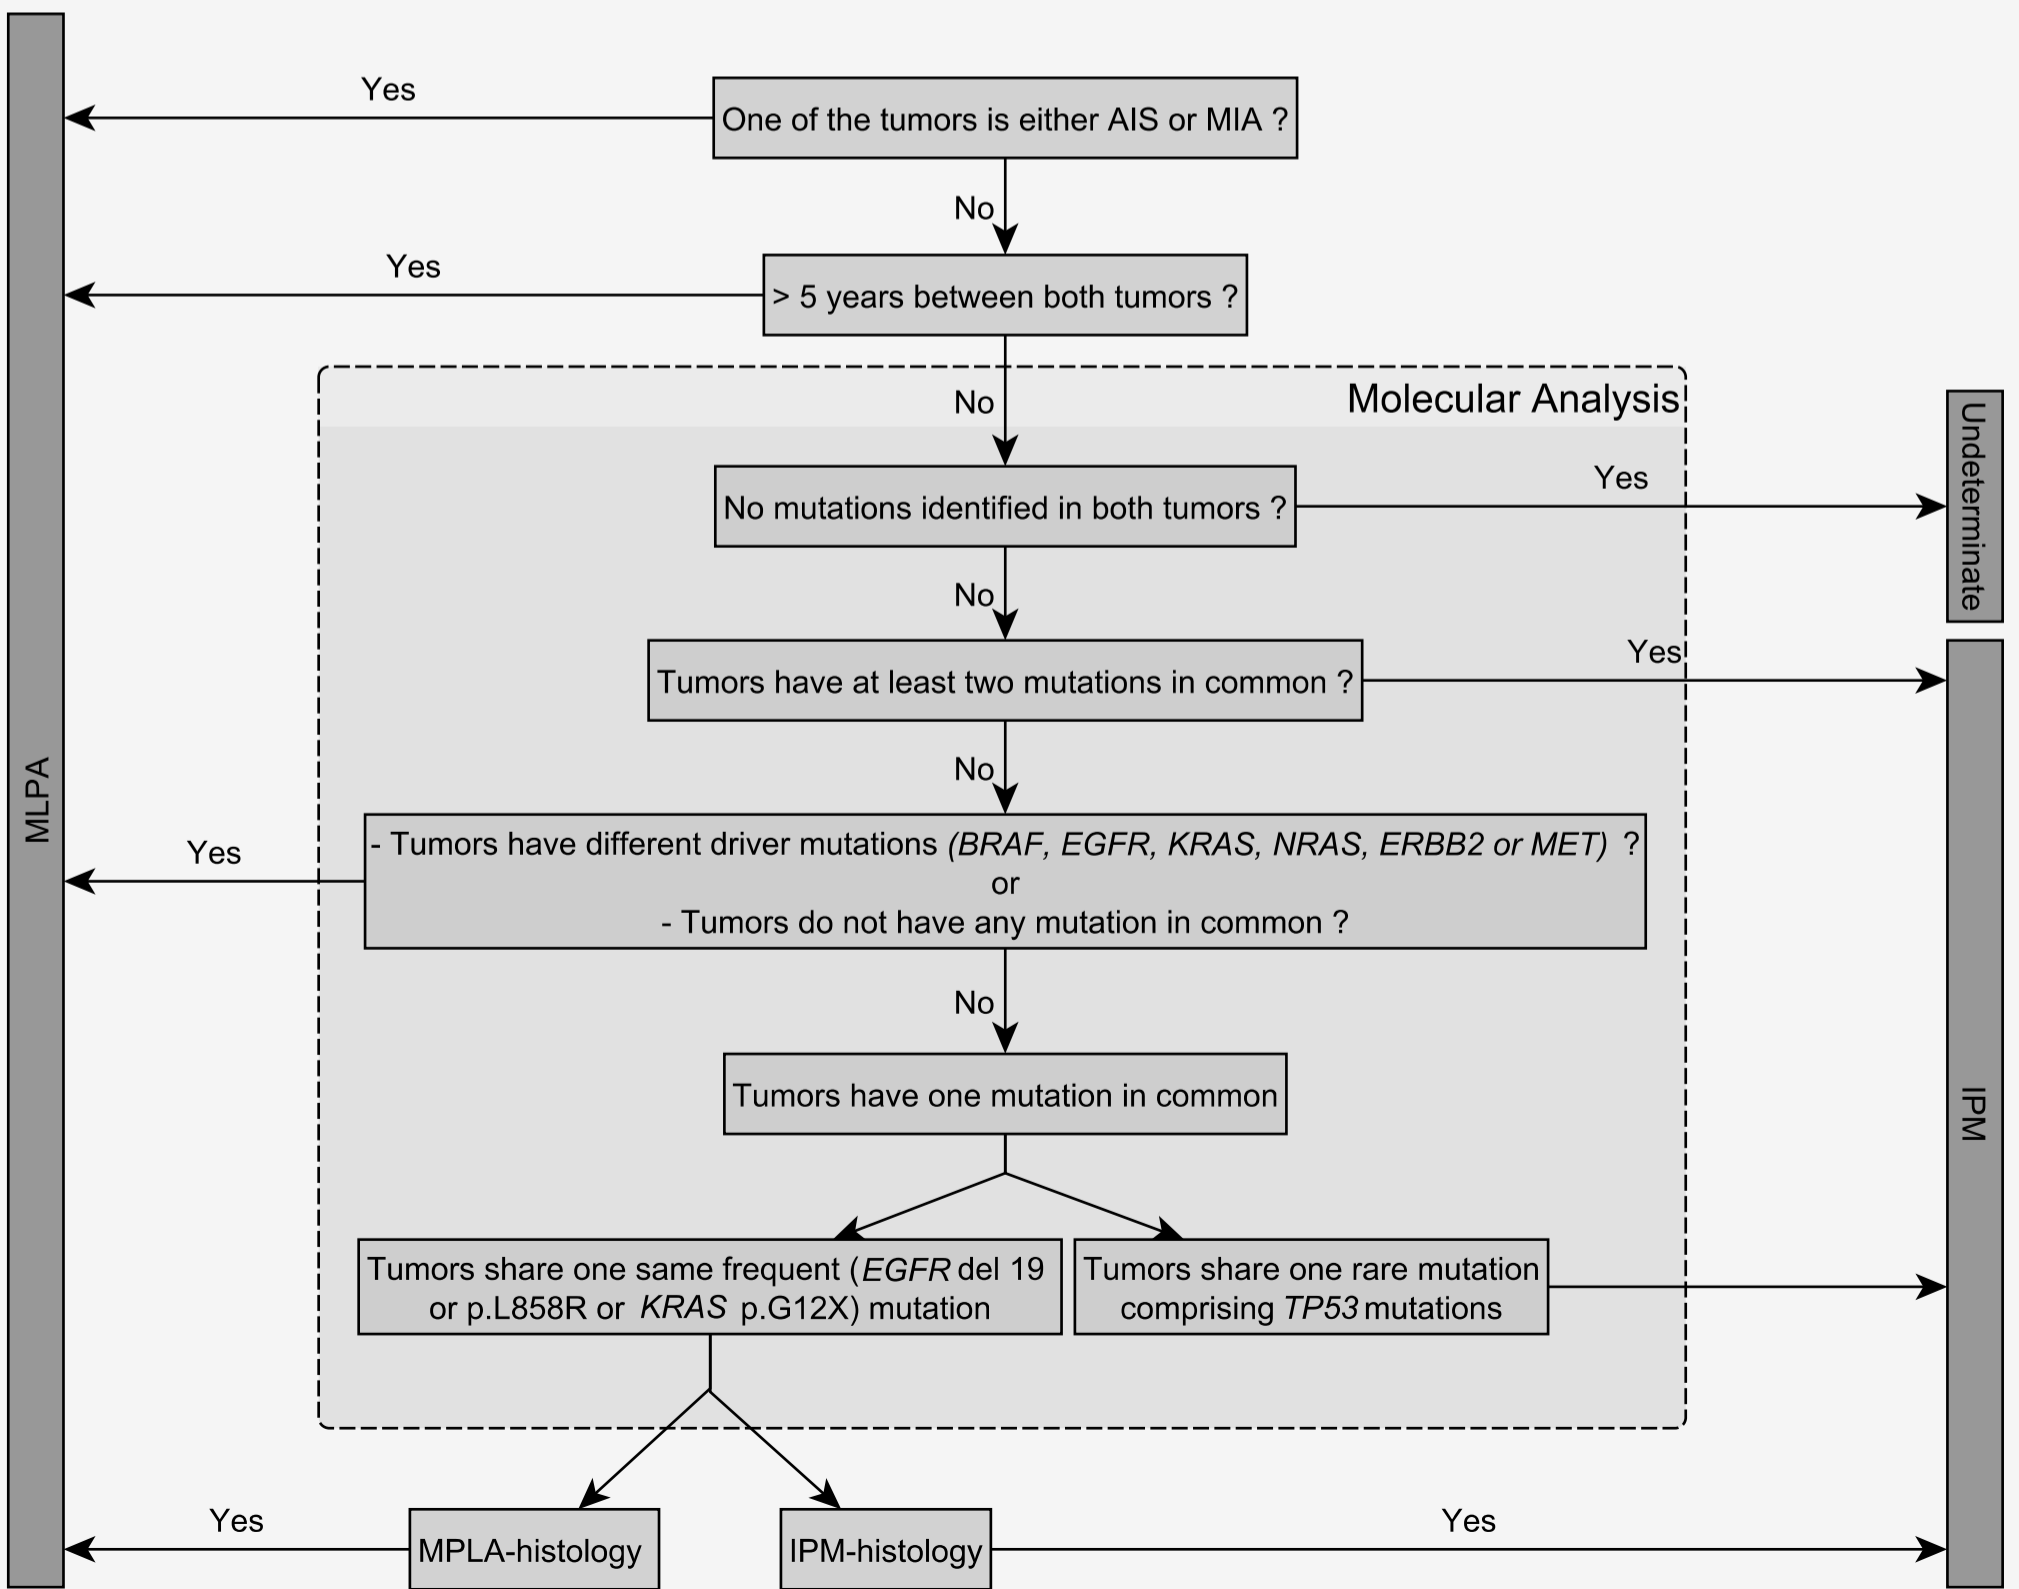 Yes
One of the tumors is either AIS or MIA ?
No
Yes
> 5 years between both tumors ?
No
Molecular Analysis
No mutations identified in both tumors ?
Yes
Undeterminate
No
Tumors have at least two mutations in common ?
Yes
No
MLPA
Yes
- Tumors have different driver mutations (BRAF, EGFR, KRAS, NRAS, ERBB2 or MET) ?
or
- Tumors do not have any mutation in common ?
No
Tumors have one mutation in common
IPM
Tumors share one same frequent (EGFR del 19
or p.L858R or KRAS p.G12X) mutation
Tumors share one rare mutation
comprising TP53 mutations
Yes
MPLA-histology
IPM-histology
Yes